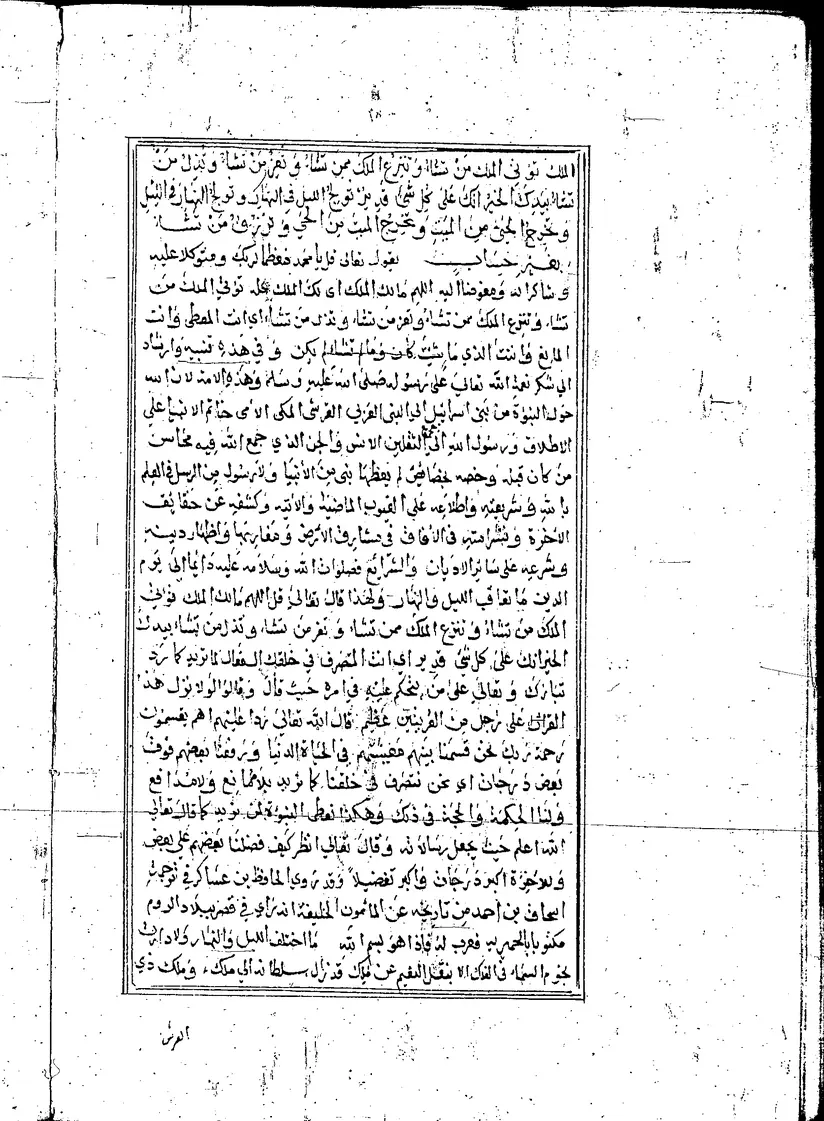 الملك تؤتي الملك من تشاء وتنزع الملك ممن تشاء وتعز من تشاء وتذل من
تشاء بيدك الخير انك على كل شي قدير تولج الليل في النهار وتولج النهار في الليل
وتخرج الحي من الميت وتخرج الميت من الحي وترزق من تشاء
بغير حساب يقول تعالى قل يا محمد معظما لربك ومتوكلا عليه
وشاكرا له ومفوضا اليه اللهم مالك الملك اي لك الملك كله تؤتي الملك من
تشاء وتنزع الملك ممن تشاء وتعز من تشاء وتذل من تشاء اي انت المعطي وانت
المانع وانت الذي ما شيت كان وما لم تشا لم يكن وفي هذه تنبيه وارشاد
الى شكر نعمة الله تعالى على رسوله صلى الله عليه وسلم وهذه الامة لان الله
حول النبوة من بني اسرائيل الى النبي العربي القرشي المكي الامي خاتم الانبيا على
الاطلاق ورسول الله الى جميع الثقلين الانس والجن الذي جمع الله فيه محاسن
من كان قبله وخصه بخصائص لم يعطها نبي من الأنبيا ولا رسول من الرسل في العلم
بالله وشريعته واطلاعه على الغيوب الماضية والاتية وكشفه عن حقائق
الاخرة ونشر امته في الآفاق في مشارق الارض ومغاربها واظهار دينه
وشرعه على سائر الاديان والشرائع فصلوات الله وسلامه عليه دايما الى يوم
الدين ما تعاقب الليل والنهار ولهذا قال تعالى قل اللهم مالك الملك تؤتي
الملك من تشاء وتنزع الملك ممن تشاء وتعز من تشاء وتذل من تشاء بيدك
الخير انك على كل شي قدير اي انت المتصرف في خلقك الفعال لما تريد كما رد
تبارك وتعالى على من يتحكم عليه في امره حيث قال وقالوا لولا نزل هذا
القران على رجل من القريتين عظيم قال الله تعالى ردا عليهم اهم يقسمون
رحمة ربك نحن قسمنا بينهم معيشتهم في الحياة الدنيا ورفعنا بعضهم فوق
بعض درجات اي نحن نتصرف في خلقنا كما نريد بلا ممانع ولا مدافع
ولنا الحكمة والحجة في ذلك وهكذا نعطي النبوة لمن نريد كما قال تعالى
الله اعلم حيث يجعل رسالاته وقال تعالى انظر كيف فضلنا بعضهم على بعض
وللاخرة اكبر درجات واكبر تفضيلا وقد روى الحافظ بن عساكر في ترجمة
اسحاق بن احمد من تاريخه عن المامون الخليفة انه راي في قصر ببلاد الروم
مكتوبا بالحميرية فعرب له فإذا هو بسم الله ما اختلف الليل والنهار ولا دارت
نجوم السماء في الفلك الا بنقل النعيم عن ملك قد زال سلطانه الى ملك وملك ذي
العرش